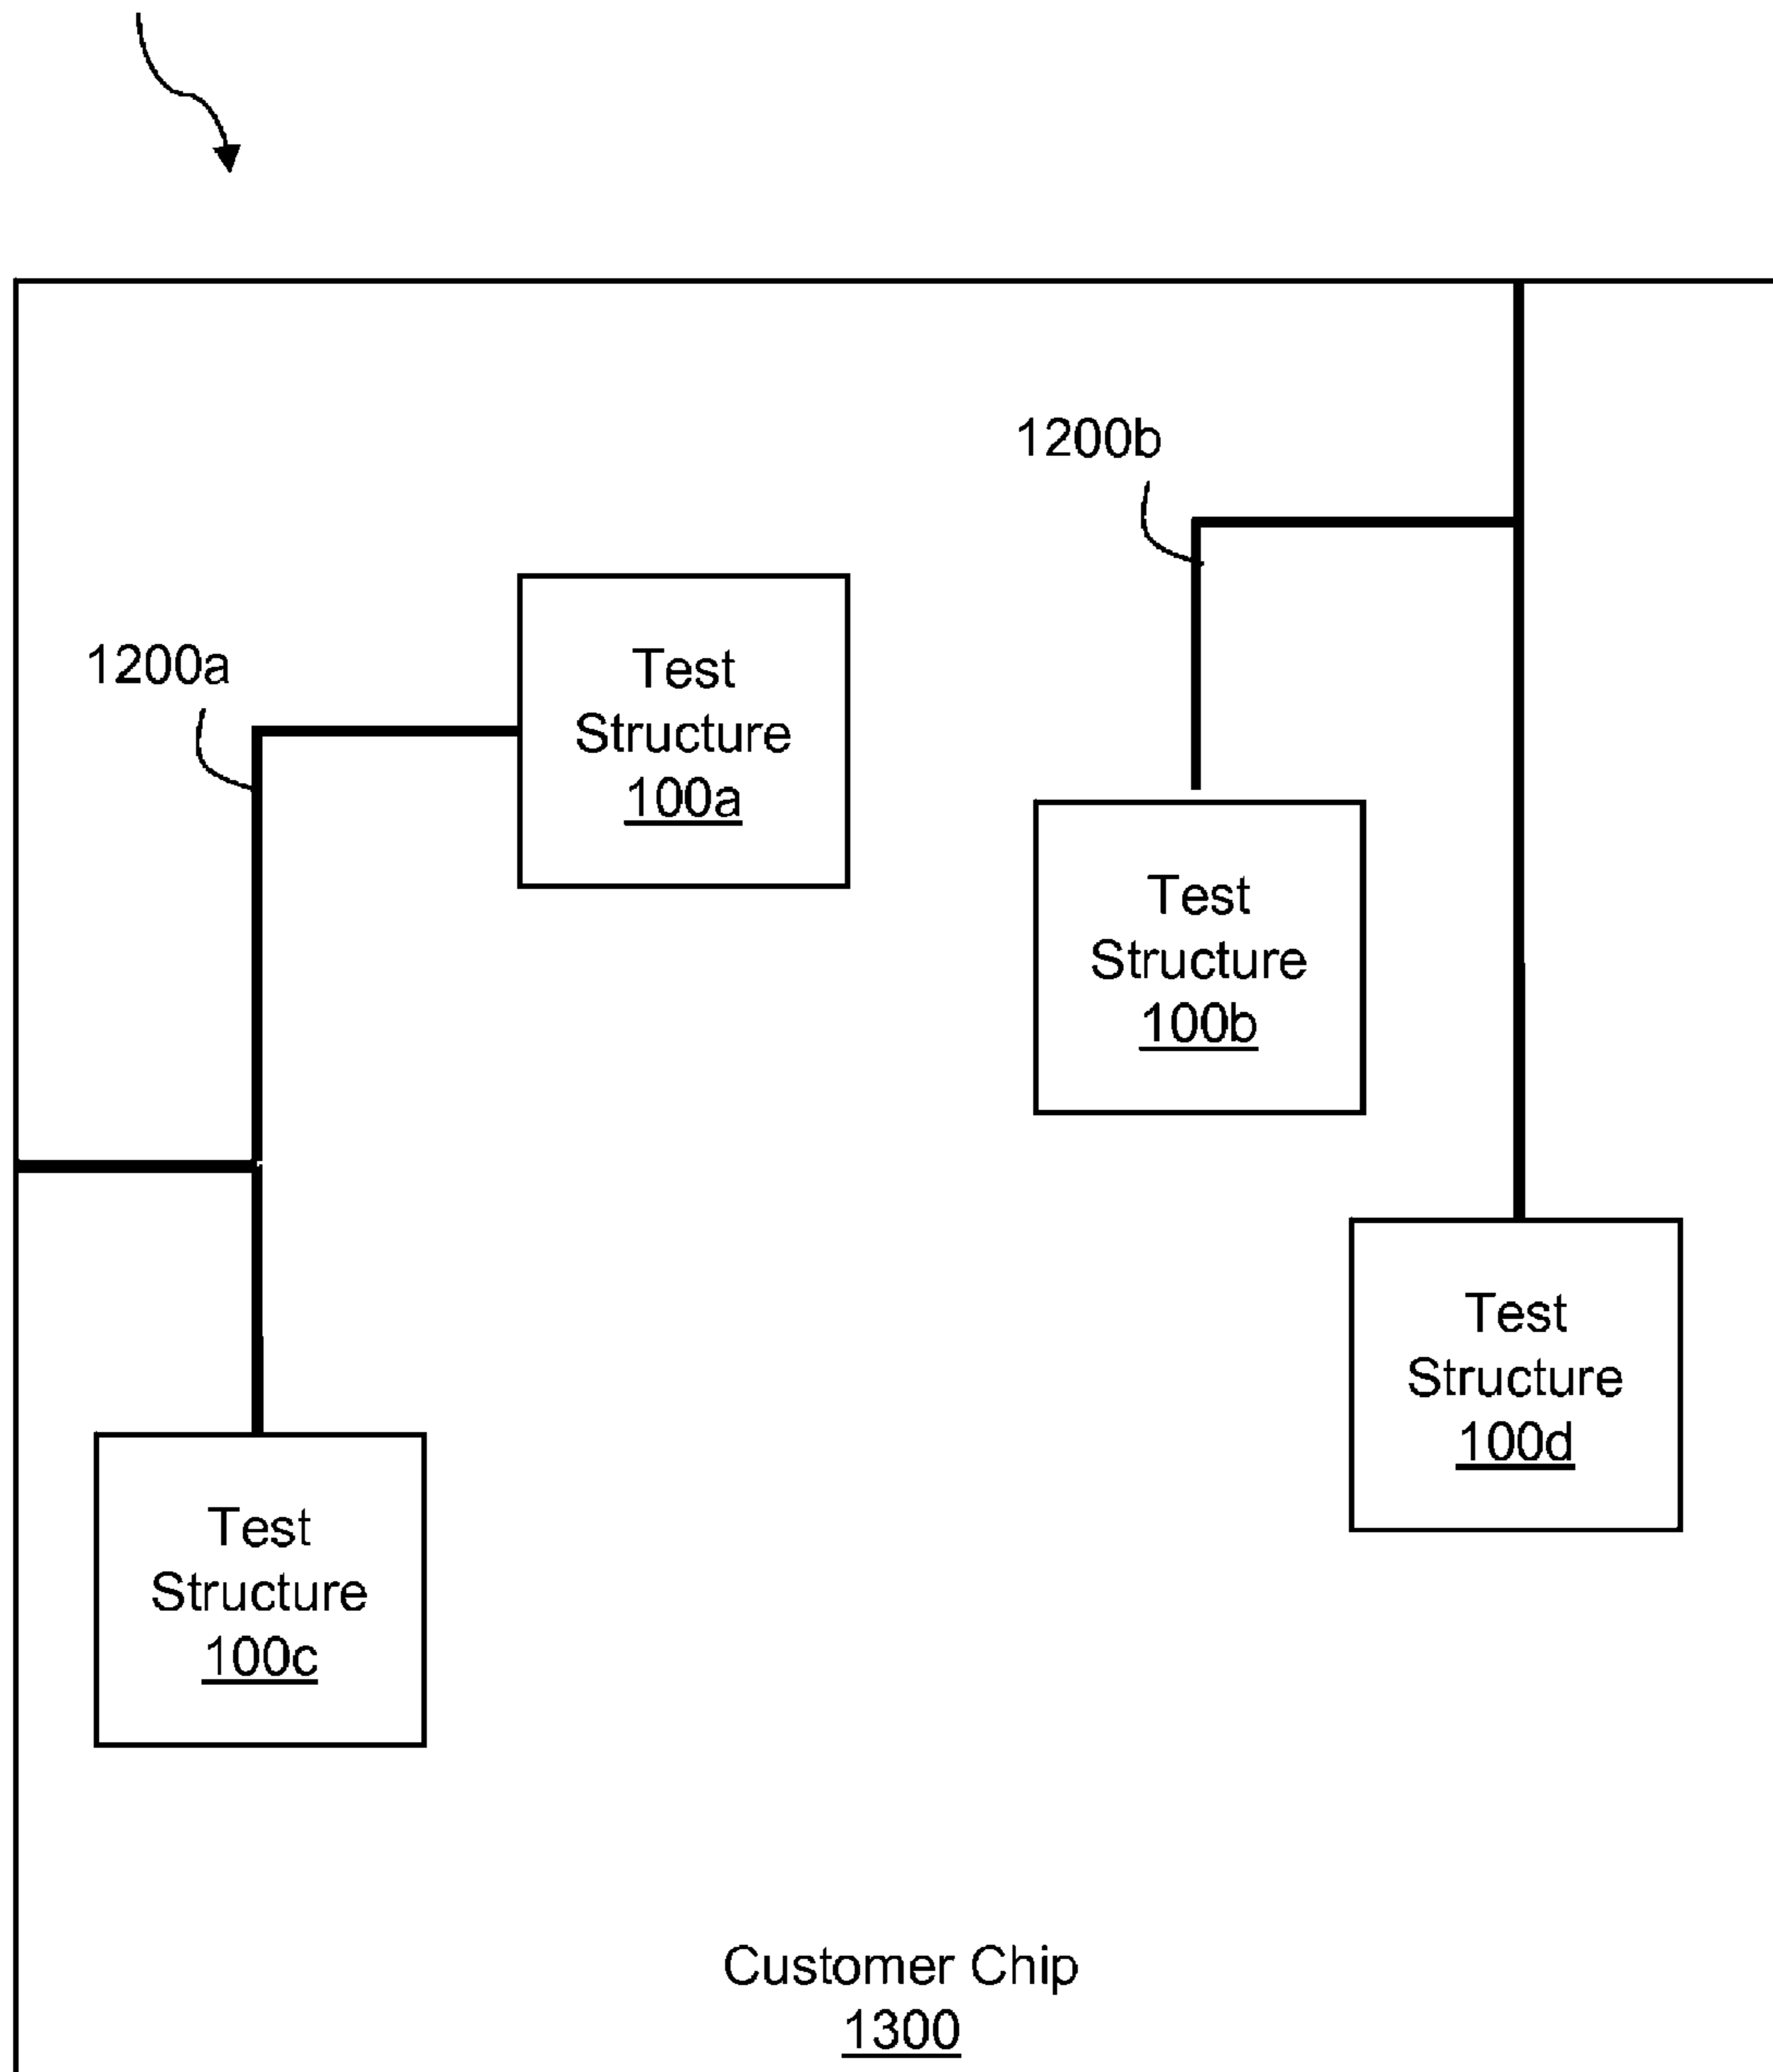 1200b
1200a
Test
Structure
100a
Test
Structure
100b
Test
Structure
100d
Test
Structure
100c
Customer Chip
1300